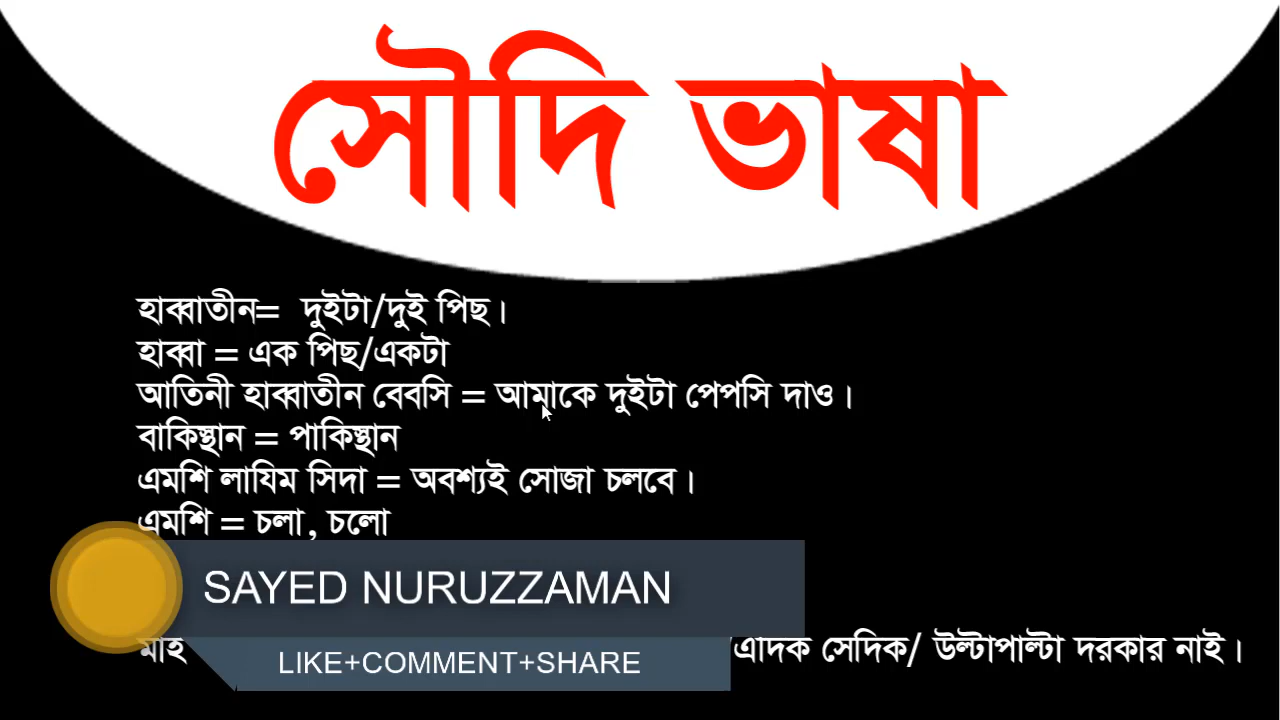 সৌদি ভাষা
হাব্বাতীন= দুইটা/দুই পিছ।
হাব্বা = এক পিছ/একটা
আতিনী হাব্বাতীন বেবসি = আমাকে দুইটা পেপসি দাও।
বাকিস্থান = পাকিস্থান
এমশি লাযিম সিদা = অবশ্যই সোজা চলবে।
এমশি = চলা, চলো
SAYED NURUZZAMAN
সেদিক/ উল্টাপাল্টা দরকার নাই।
LIKE+COMMENT+SHARE